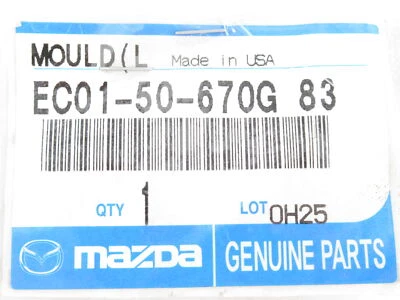 MOULD(L Made in USA
EC01-50-670G 83
QTY 1 LOT 0H25
mazda GENUINE PARTS